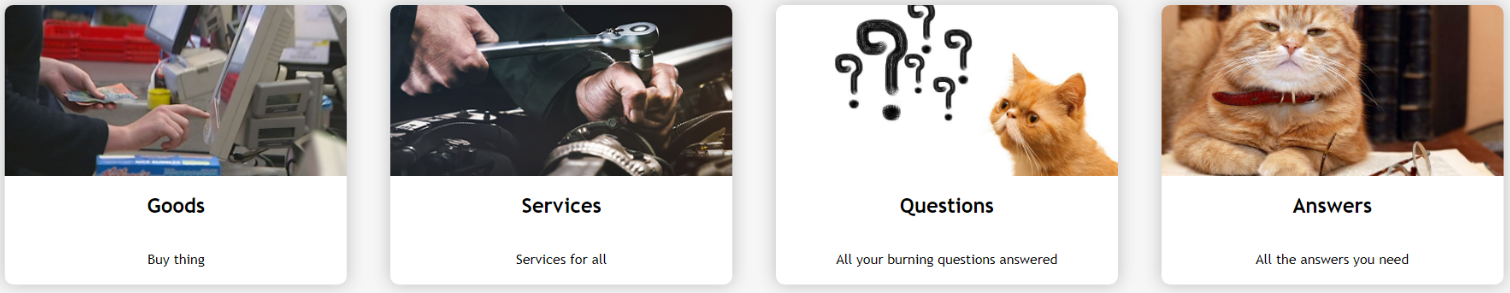 Goods
Buy thing
Services
Services for all
Questions
All your burning questions answered
Answers
All the answers you need